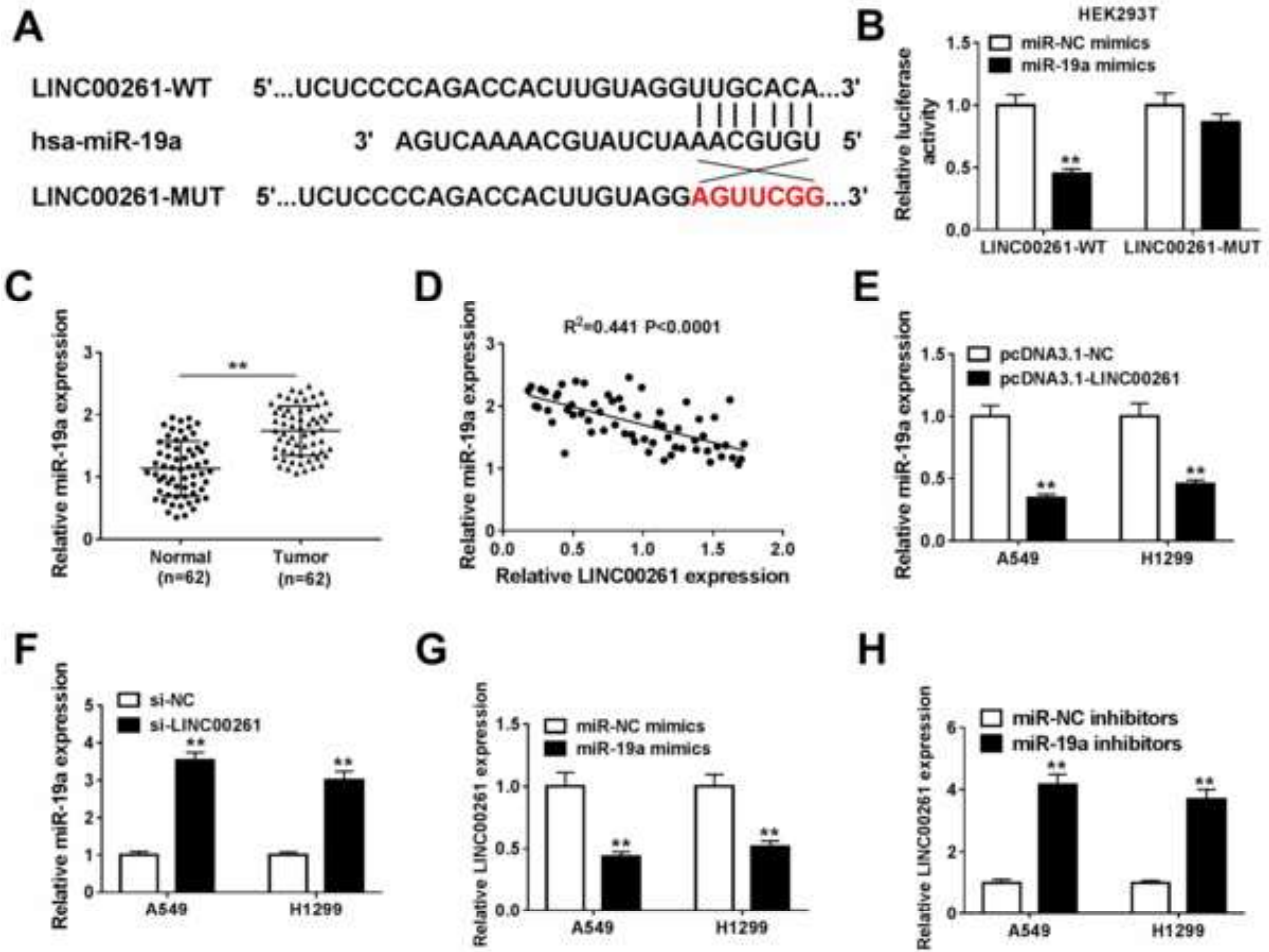 A
LINC00261-WT 5'...UCUCCCCAGACCACUUGUAGGUUGCACA...3'
hsa-miR-19a 3' AGUCAAAACGUAUCUAAACGUGU 5'
LINC00261-MUT 5'...UCUCCCCAGACCACUUGUAGGAGUUCGG...3'
B
HEK293T
miR-NC mimics
miR-19a mimics
Relative luciferase
activity
1.5
1.0
0.5
0.0
**
LINC00261-WT LINC00261-MUT
C
Relative miR-19a expression
3
2
1
0
**
Normal
(n=62)
Tumor
(n=62)
D
Relative miR-19a expression
R²=0.441 P<0.0001
3
2
1
0
0.0 0.5 1.0 1.5 2.0
Relative LINC00261 expression
E
Relative miR-19a expression
pcDNA3.1-NC
pcDNA3.1-LINC00261
1.5
1.0
0.5
0.0
** **
A549 H1299
F
Relative miR-19a expression
si-NC
si-LINC00261
5
4
3
2
1
0
** **
A549 H1299
G
Relative LINC00261 expression
miR-NC mimics
miR-19a mimics
1.5
1.0
0.5
0.0
** **
A549 H1299
H
Relative LINC00261 expression
miR-NC inhibitors
miR-19a inhibitors
6
4
2
0
** **
A549 H1299